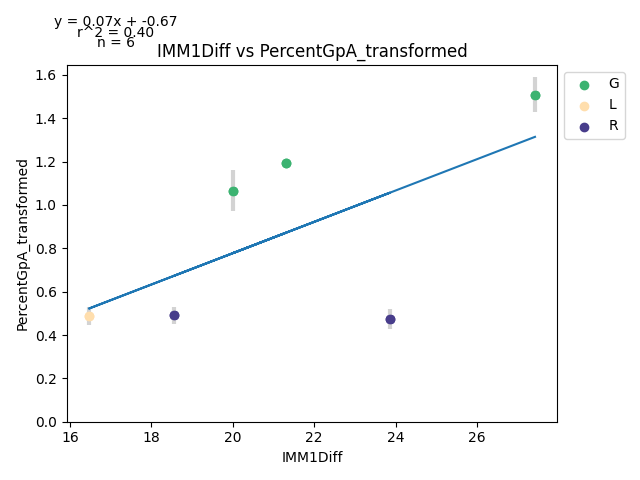 y = 0.07x + -0.67
r^2 = 0.40
n = 6
IMM1Diff vs PercentGpA_transformed
1.6
1.4
1.2
1.0
0.8
0.6
0.4
0.2
0.0
PercentGpA_transformed
16 18 20 22 24 26
IMM1Diff
G
L
R